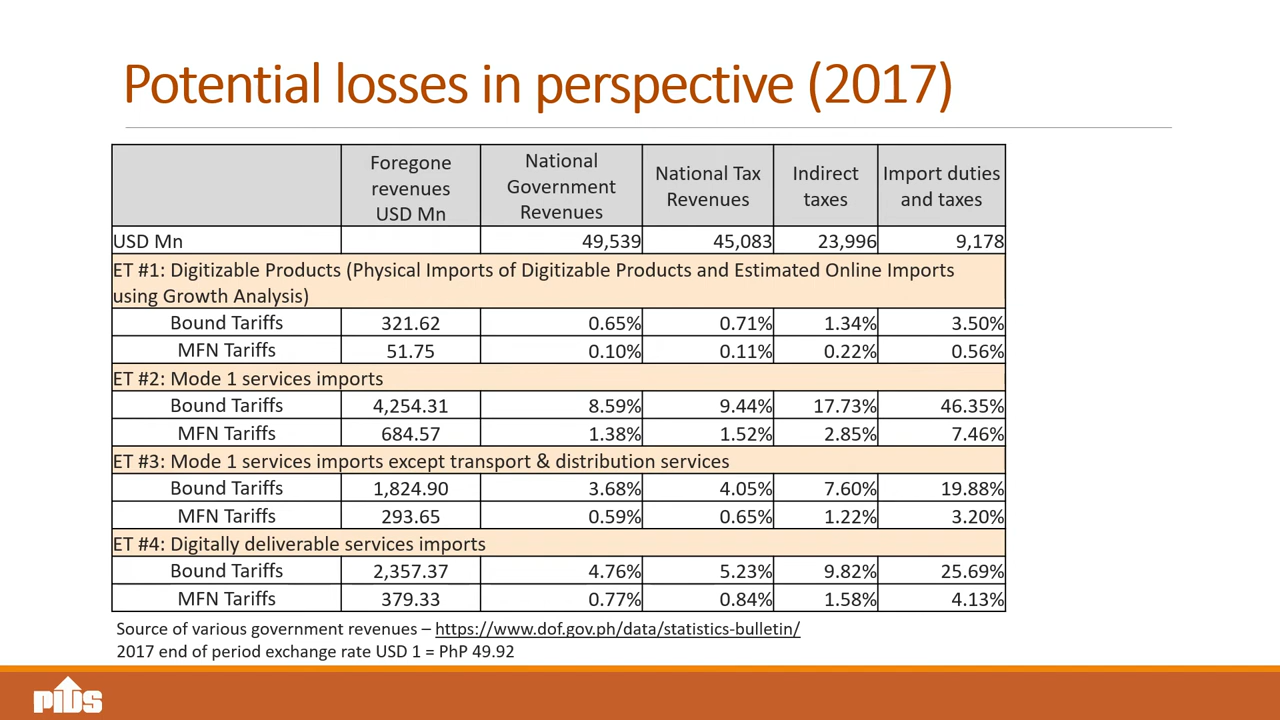 Potential losses in perspective (2017)
Foregone revenues USD Mn | National Government Revenues | National Tax Revenues | Indirect taxes | Import duties and taxes
USD Mn | | 49,539 | 45,083 | 23,996 | 9,178
ET #1: Digitizable Products (Physical Imports of Digitizable Products and Estimated Online Imports
using Growth Analysis)
Bound Tariffs | 321.62 | 0.65% | 0.71% | 1.34% | 3.50%
MFN Tariffs | 51.75 | 0.10% | 0.11% | 0.22% | 0.56%
ET #2: Mode 1 services imports
Bound Tariffs | 4,254.31 | 8.59% | 9.44% | 17.73% | 46.35%
MFN Tariffs | 684.57 | 1.38% | 1.52% | 2.85% | 7.46%
ET #3: Mode 1 services imports except transport & distribution services
Bound Tariffs | 1,824.90 | 3.68% | 4.05% | 7.60% | 19.88%
MFN Tariffs | 293.65 | 0.59% | 0.65% | 1.22% | 3.20%
ET #4: Digitally deliverable services imports
Bound Tariffs | 2,357.37 | 4.76% | 5.23% | 9.82% | 25.69%
MFN Tariffs | 379.33 | 0.77% | 0.84% | 1.58% | 4.13%
Source of various government revenues – https://www.dof.gov.ph/data/statistics-bulletin/
2017 end of period exchange rate USD 1 = PhP 49.92
PIDS